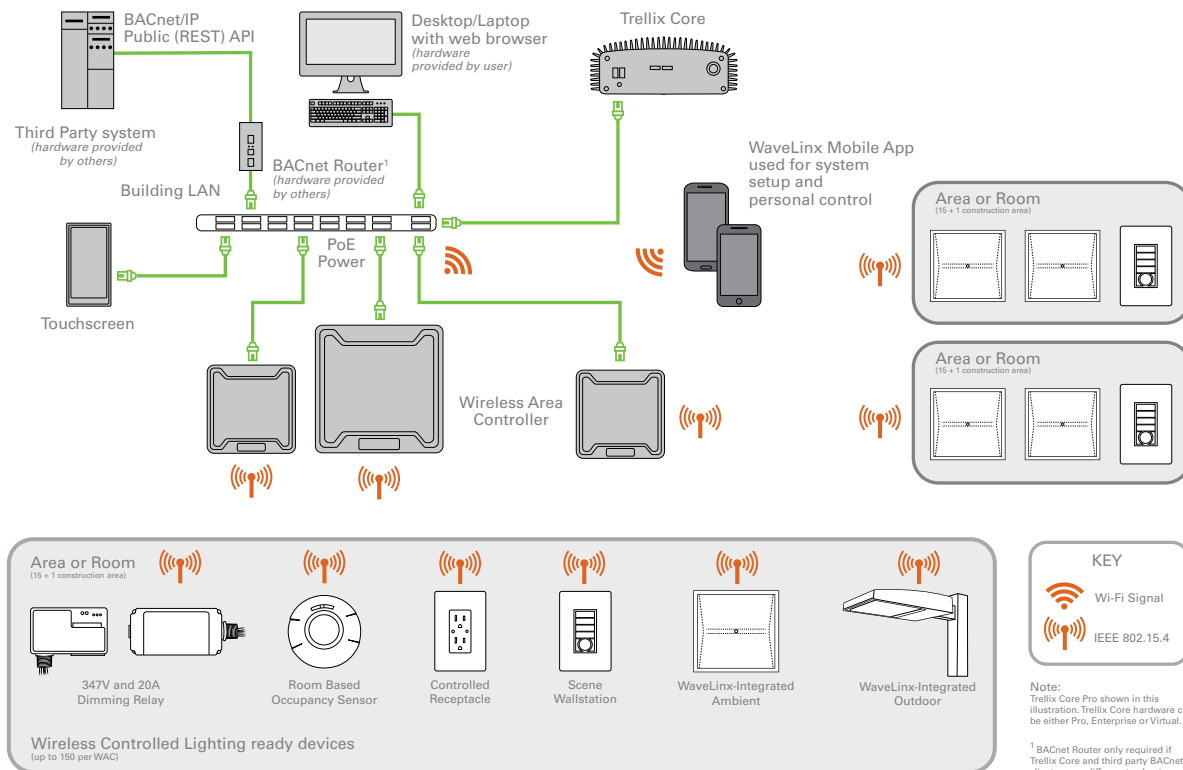 BACnet/IP
Public (REST) API
Desktop/Laptop
with web browser
(hardware
provided by user)
Trellix Core
Third Party system
(hardware provided
by others)
BACnet Router¹
(hardware provided
by others)
Building LAN
WaveLinx Mobile App
used for system
setup and
personal control
PoE
Power
Touchscreen
Wireless Area
Controller
Area or Room
(15 + 1 construction area)
Area or Room
(15 + 1 construction area)
Area or Room
(15 + 1 construction area)
347V and 20A
Dimming Relay
Room Based
Occupancy Sensor
Controlled
Receptacle
Scene
Wallstation
WaveLinx-Integrated
Ambient
WaveLinx-Integrated
Outdoor
Wireless Controlled Lighting ready devices
(up to 150 per WAC)
KEY
Wi-Fi Signal
IEEE 802.15.4
Note:
Trellix Core Pro shown in this
illustration. Trellix Core hardware
be either Pro, Enterprise or Virtual.
¹ BACnet Router only required if
Trellix Core and third party BACnet